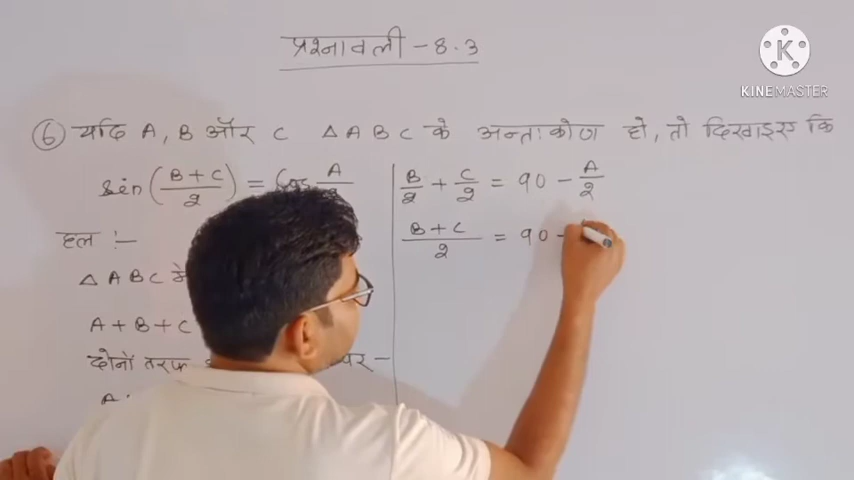 प्रश्नावली - 8.3
KINEMASTER
⑥ यदि A, B और C △ABC के अन्तःकोण हो, तो दिखाइए कि
sin (B+C/2) = Cos A/2
हल :-
△ABC में
A+B+C
दोनों तरफ पर -
B/2 + C/2 = 90 - A/2
B+C/2 = 90 -